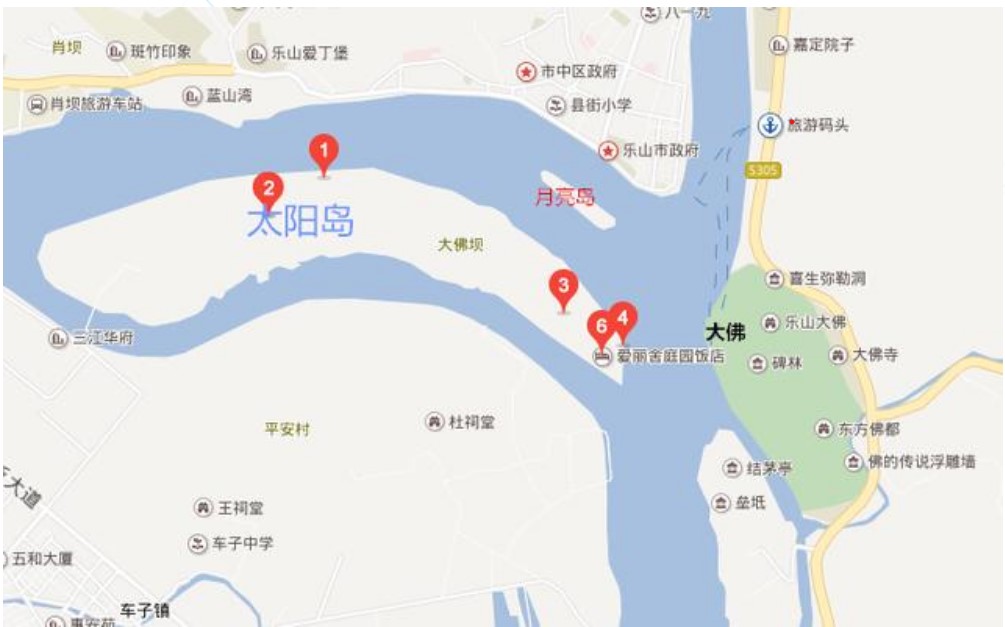 八一九
肖坝
斑竹印象
乐山爱丁堡
嘉定院子
市中区政府
蓝山湾
肖坝旅游车站
县街小学
旅游码头
1
乐山市政府
S305
2
月亮岛
太阳岛
大佛坝
喜生弥勒洞
3
4
6
大佛
乐山大佛
三江华府
爱丽舍庭园饭店
碑林
大佛寺
杜祠堂
平安村
东方佛都
结茅亭
佛的传说浮雕墙
大道
王祠堂
垒坻
车子中学
五和大厦
车子镇
惠安苑